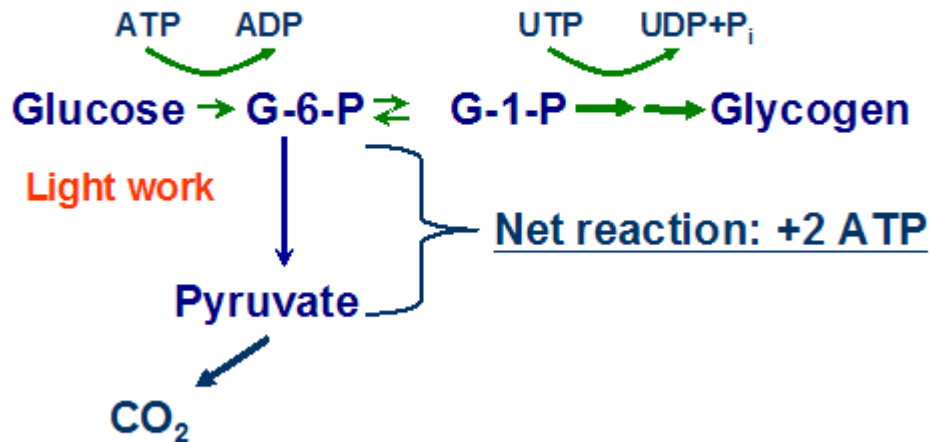 ATP ADP UTP UDP+Pi
Glucose G-6-P G-1-P Glycogen
Light work
Net reaction: +2 ATP
Pyruvate
CO2